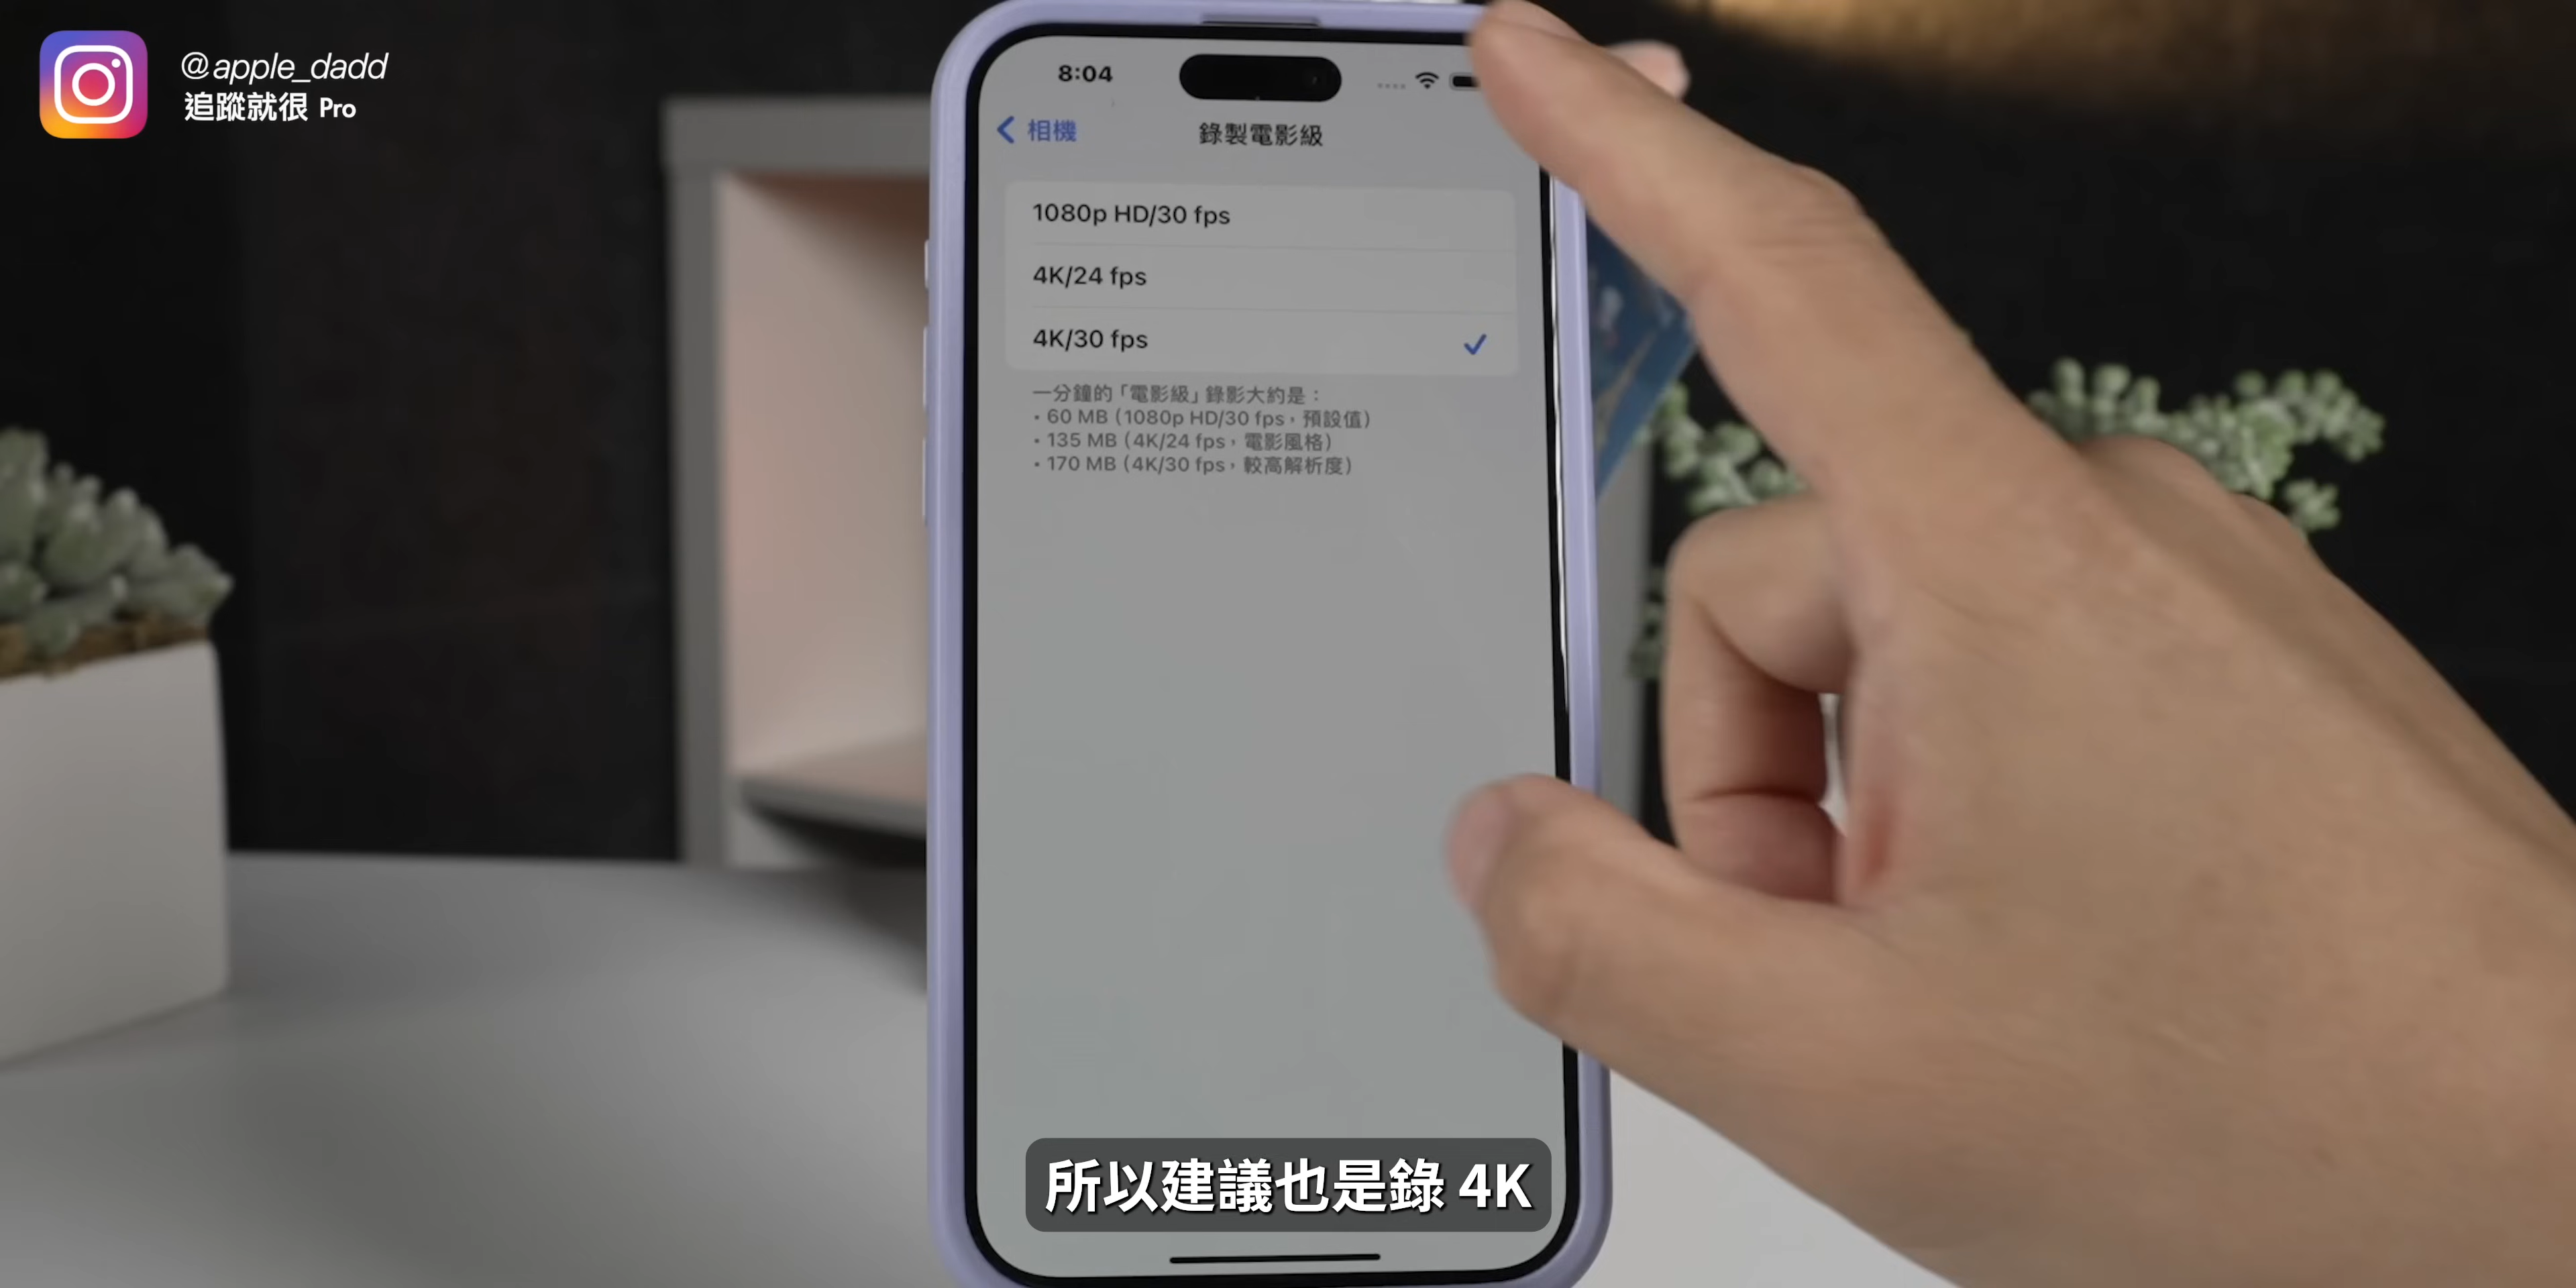 @apple_dadd
追蹤就很 Pro
8:04
相機
錄製電影級
1080p HD/30 fps
4K/24 fps
4K/30 fps
一分鐘的「電影級」錄影大約是：
• 60 MB（1080p HD/30 fps，預設值）
• 135 MB（4K/24 fps，電影風格）
• 170 MB（4K/30 fps，較高解析度）
所以建議也是錄 4K